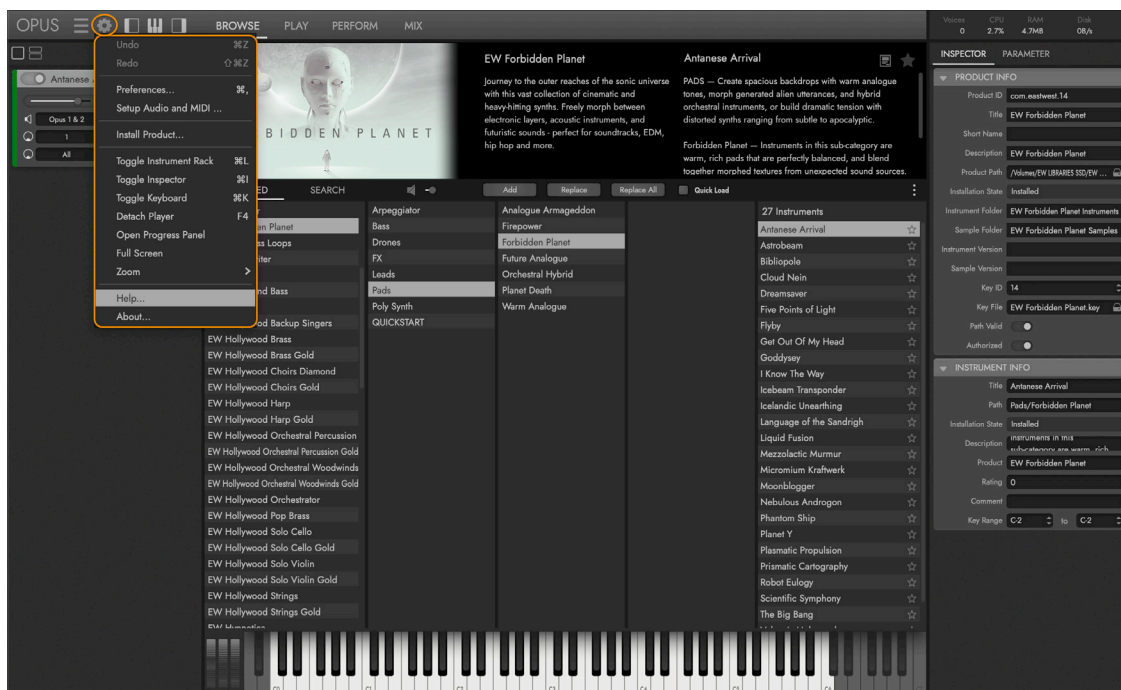 OPUS
BROWSE PLAY PERFORM MIX
Voices CPU RAM Disk
0 2.7% 4.7MB 0B/s
Undo ⌘Z
Redo ⇧⌘Z
Preferences... ⌘,
Setup Audio and MIDI ...
Install Product...
Toggle Instrument Rack ⌘L
Toggle Inspector ⌘I
Toggle Keyboard ⌘K
Detach Player F4
Open Progress Panel
Full Screen
Zoom >
Help...
About...
Antanese
Opus 1 & 2
1
All
BIDDEN PLANET
EW Forbidden Planet
Journey to the outer reaches of the sonic universe
with this vast collection of cinematic and
heavy-hitting synths. Freely morph between
electronic layers, acoustic instruments, and
futuristic sounds - perfect for soundtracks, EDM,
hip hop and more.
Antanese Arrival
PADS — Create spacious backdrops with warm analogue
tones, morph generated alien utterances, and hybrid
orchestral instruments, or build dramatic tension with
distorted synths ranging from subtle to apocalyptic.
Forbidden Planet — Instruments in this sub-category are
warm, rich pads that are perfectly balanced, and blend
together morphed textures from unexpected sound sources.
SEARCH
Add Replace Replace All Quick Load
en Planet
ss Loops
iter
nd Bass
ood Backup Singers
EW Hollywood Brass
EW Hollywood Brass Gold
EW Hollywood Choirs Diamond
EW Hollywood Choirs Gold
EW Hollywood Harp
EW Hollywood Harp Gold
EW Hollywood Orchestral Percussion
EW Hollywood Orchestral Percussion Gold
EW Hollywood Orchestral Woodwinds
EW Hollywood Orchestral Woodwinds Gold
EW Hollywood Orchestrator
EW Hollywood Pop Brass
EW Hollywood Solo Cello
EW Hollywood Solo Cello Gold
EW Hollywood Solo Violin
EW Hollywood Solo Violin Gold
EW Hollywood Strings
EW Hollywood Strings Gold
Arpeggiator
Bass
Drones
FX
Leads
Pads
Poly Synth
QUICKSTART
Analogue Armageddon
Firepower
Forbidden Planet
Future Analogue
Orchestral Hybrid
Planet Death
Warm Analogue
27 Instruments
Antanese Arrival
Astrobeam
Bibliopole
Cloud Nein
Dreamsaver
Five Points of Light
Flyby
Get Out Of My Head
Goddysey
I Know The Way
Icebeam Transponder
Icelandic Unearthing
Language of the Sandrigh
Liquid Fusion
Mezzolactic Murmur
Micromium Kraftwerk
Moonblogger
Nebulous Androgon
Phantom Ship
Planet Y
Plasmatic Propulsion
Prismatic Cartography
Robot Eulogy
Scientific Symphony
The Big Bang
INSPECTOR PARAMETER
PRODUCT INFO
Product ID com.eastwest.14
Title EW Forbidden Planet
Short Name
Description EW Forbidden Planet
Product Path /Volumes/EW LIBRARIES SSD/EW ...
Installation State Installed
Instrument Folder EW Forbidden Planet Instruments
Sample Folder EW Forbidden Planet Samples
Instrument Version
Sample Version
Key ID 14
Key File EW Forbidden Planet.key
Path Valid
Authorized
INSTRUMENT INFO
Title Antanese Arrival
Path Pads/Forbidden Planet
Installation State Installed
Description Instruments in this
sub-category are warm, rich
Product EW Forbidden Planet
Rating 0
Comment
Key Range C-2 to C-2